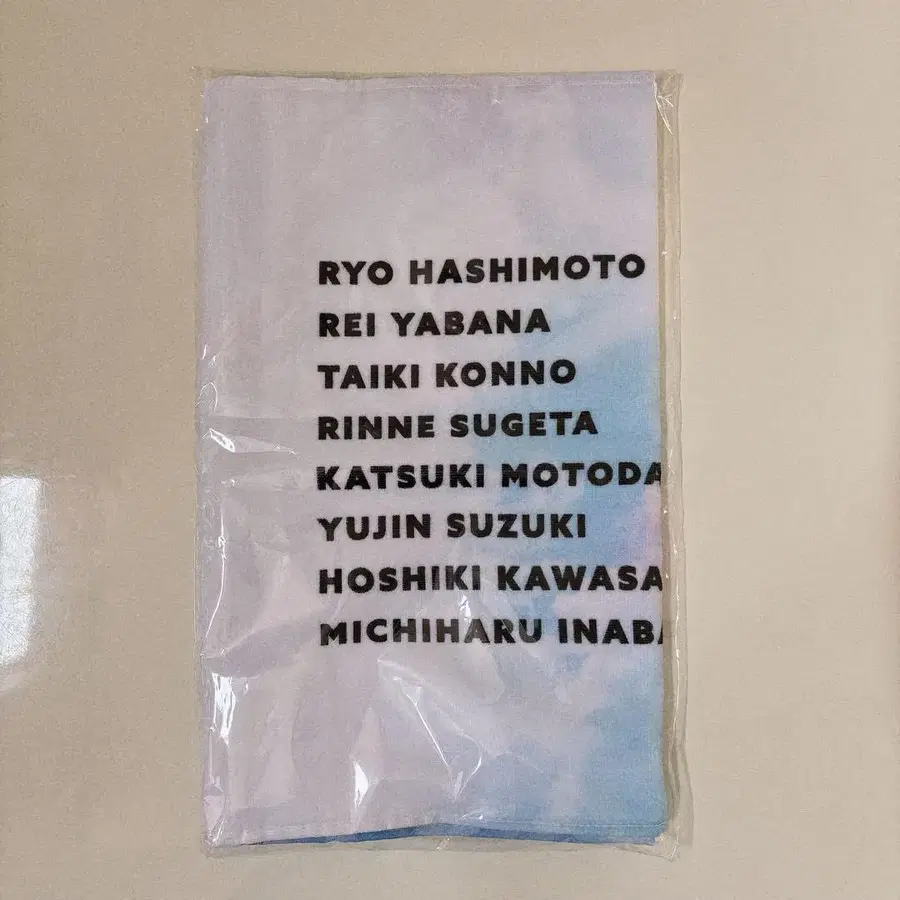 RYO HASHIMOTO
REI YABANA
TAIKI KONNO
RINNE SUGETA
KATSUKI MOTODA
YUJIN SUZUKI
HOSHIKI KAWASA
MICHIHARU INABA